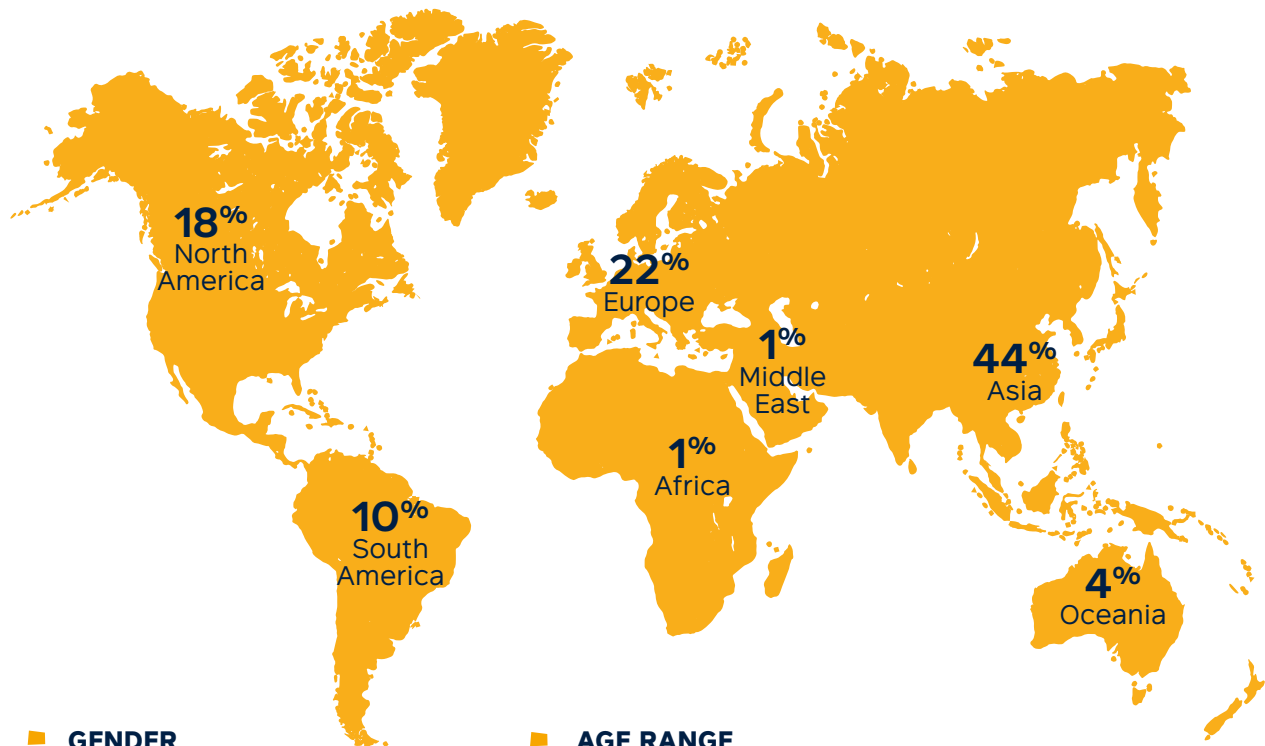 18%
North
America
22%
Europe
1%
Middle
East
44%
Asia
1%
Africa
10%
South
America
4%
Oceania
GENDER
AGE RANGE